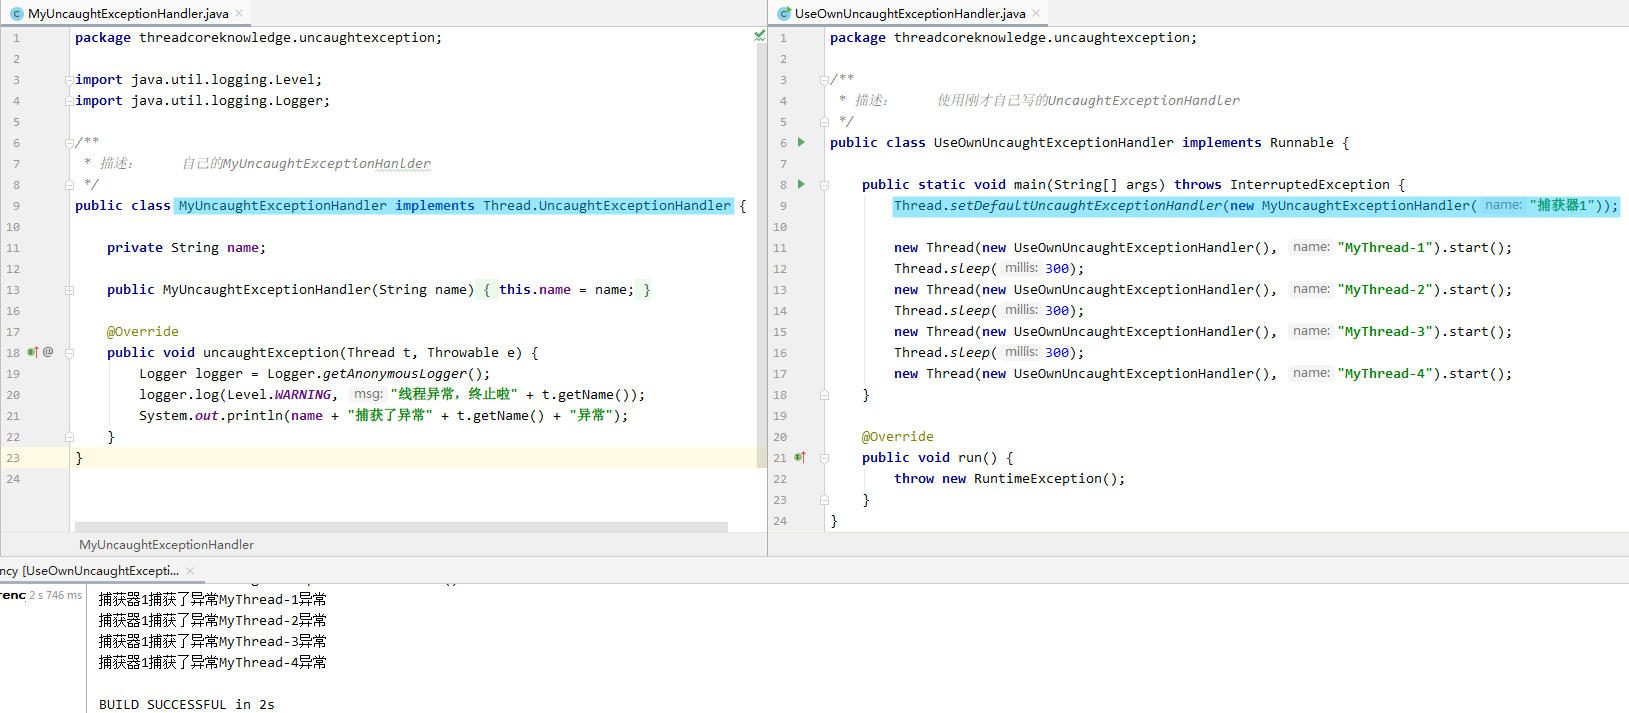 MyUncaughtExceptionHandler.java
1 package threadcoreknowledge.uncaughtexception;
2
3 import java.util.logging.Level;
4 import java.util.logging.Logger;
5
6 /**
7 * 描述: 自己的MyUncaughtExceptionHanlder
8 */
9 public class MyUncaughtExceptionHandler implements Thread.UncaughtExceptionHandler {
10
11 private String name;
12
13 public MyUncaughtExceptionHandler(String name) { this.name = name; }
16
17 @Override
18 public void uncaughtException(Thread t, Throwable e) {
19 Logger logger = Logger.getAnonymousLogger();
20 logger.log(Level.WARNING, msg: "线程异常，终止啦" + t.getName());
21 System.out.println(name + "捕获了异常" + t.getName() + "异常");
22 }
23 }
24
MyUncaughtExceptionHandler
UseOwnUncaughtExceptionHandler.java
1 package threadcoreknowledge.uncaughtexception;
2
3 /**
4 * 描述: 使用刚才自己写的UncaughtExceptionHandler
5 */
6 public class UseOwnUncaughtExceptionHandler implements Runnable {
7
8 public static void main(String[] args) throws InterruptedException {
9 Thread.setDefaultUncaughtExceptionHandler(new MyUncaughtExceptionHandler( name: "捕获器1"));
10
11 new Thread(new UseOwnUncaughtExceptionHandler(), name: "MyThread-1").start();
12 Thread.sleep( millis: 300);
13 new Thread(new UseOwnUncaughtExceptionHandler(), name: "MyThread-2").start();
14 Thread.sleep( millis: 300);
15 new Thread(new UseOwnUncaughtExceptionHandler(), name: "MyThread-3").start();
16 Thread.sleep( millis: 300);
17 new Thread(new UseOwnUncaughtExceptionHandler(), name: "MyThread-4").start();
18 }
19
20 @Override
21 public void run() {
22 throw new RuntimeException();
23 }
24 }
ncy [UseOwnUncaughtExcepti...
renc 2 s 746 ms
捕获器1捕获了异常MyThread-1异常
捕获器1捕获了异常MyThread-2异常
捕获器1捕获了异常MyThread-3异常
捕获器1捕获了异常MyThread-4异常
BUILD SUCCESSFUL in 2s